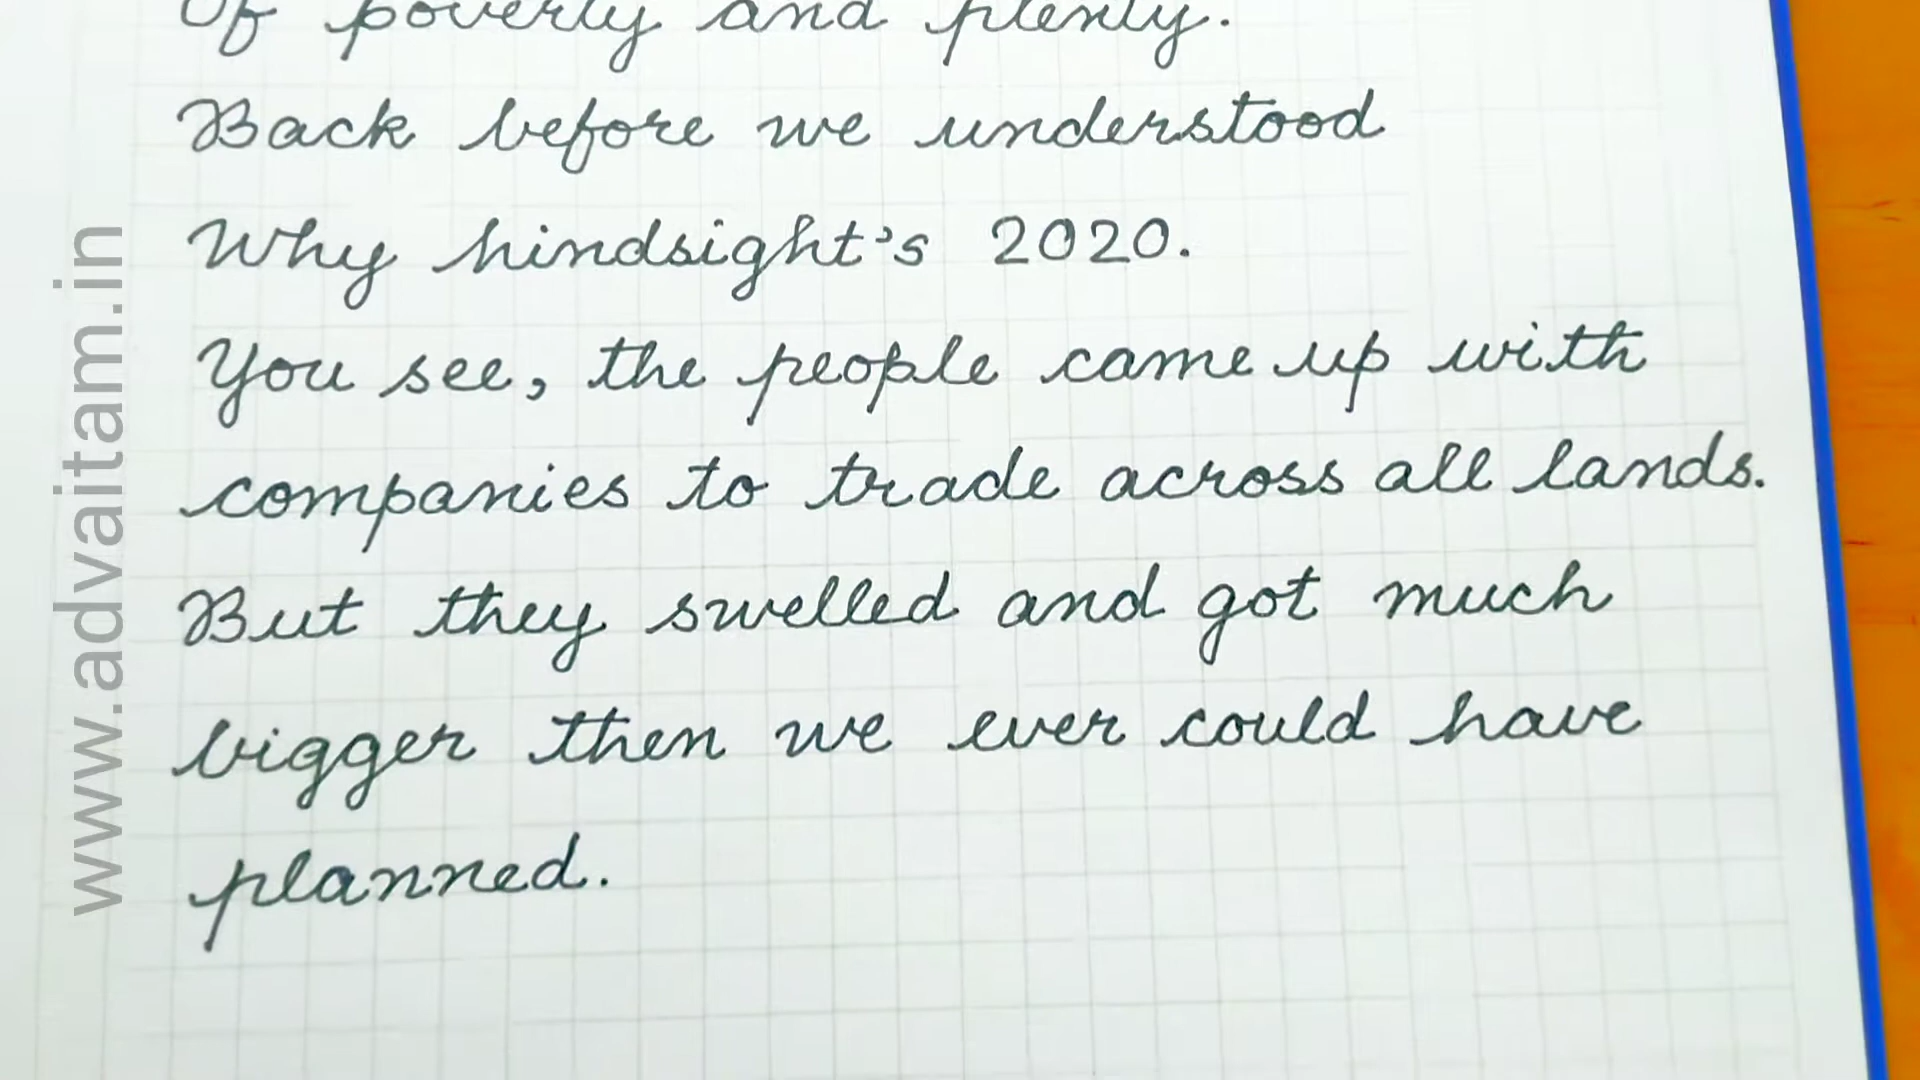 Of poverty and plenty.
Back before we understood
Why hindsight's 2020.
You see, the people came up with
companies to trade across all lands.
But they swelled and got much
bigger then we ever could have
planned.
www.advaitam.in